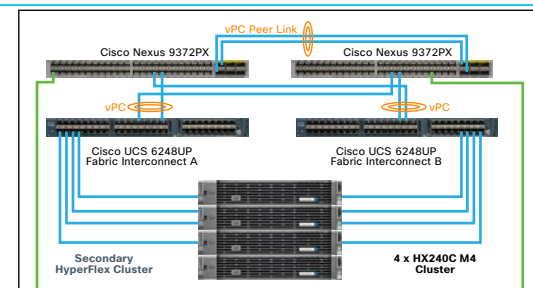 vPC Peer Link
Cisco Nexus 9372PX
Cisco Nexus 9372PX
vPC
vPC
Cisco UCS 6248UP
Fabric Interconnect A
Cisco UCS 6248UP
Fabric Interconnect B
Secondary
HyperFlex Cluster
4 x HX240C M4
Cluster